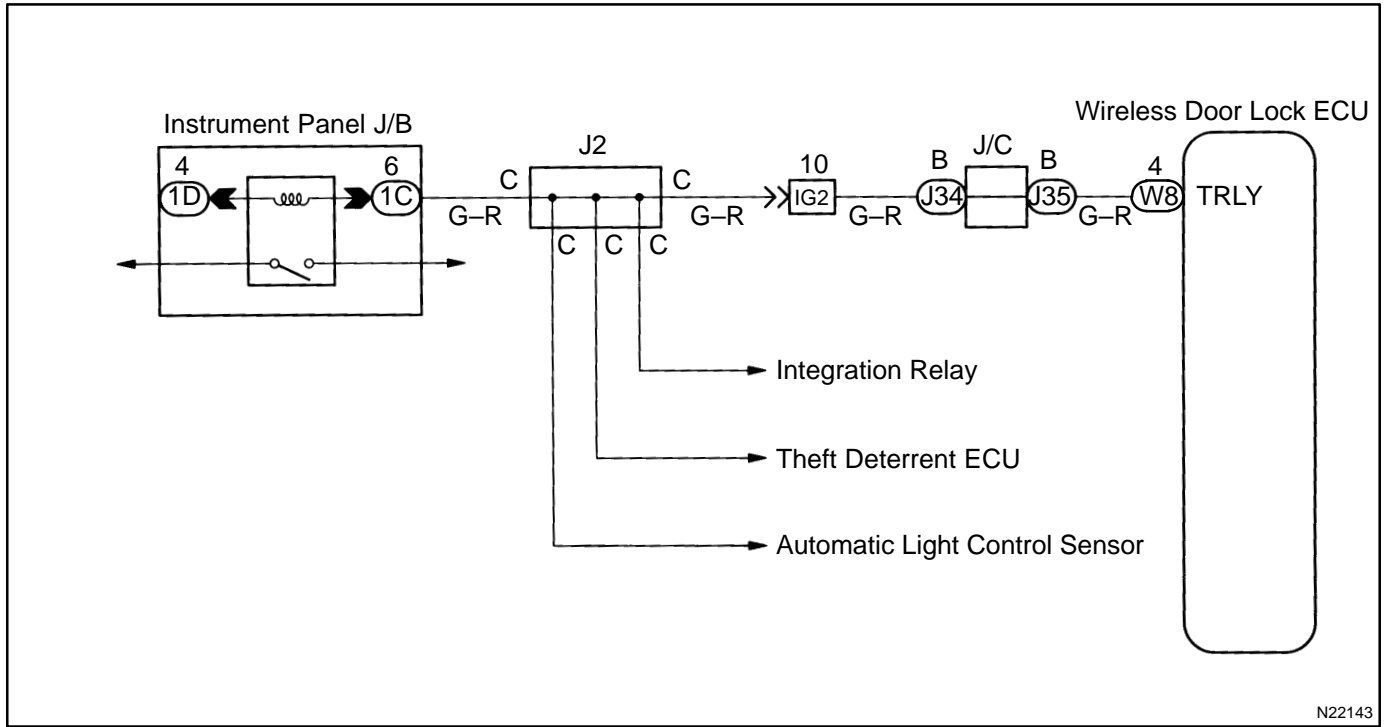 Wireless Door Lock ECU
Instrument Panel J/B
J2
J/C
4
6
10
B
B
4
1D
1C
C
C
IG2
J34
J35
W8
TRLY
G–R
G–R
G–R
G–R
C
C
C
Integration Relay
Theft Deterrent ECU
Automatic Light Control Sensor
N22143